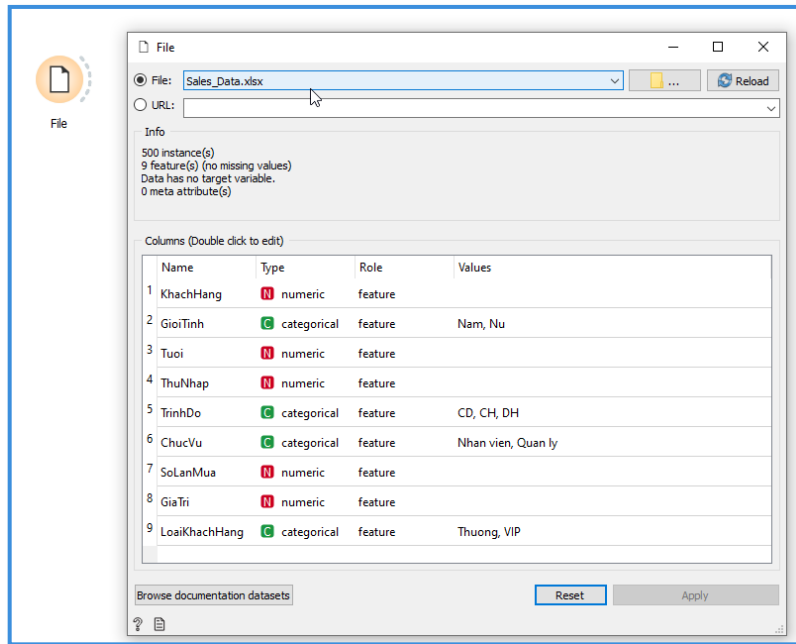 File
File
File: Sales_Data.xlsx ... Reload
URL:
Info
500 instance(s)
9 feature(s) (no missing values)
Data has no target variable.
0 meta attribute(s)
Columns (Double click to edit)
Name Type Role Values
1 KhachHang N numeric feature
2 GioiTinh C categorical feature Nam, Nu
3 Tuoi N numeric feature
4 ThuNhap N numeric feature
5 TrinhDo C categorical feature CD, CH, DH
6 ChucVu C categorical feature Nhan vien, Quan ly
7 SoLanMua N numeric feature
8 GiaTri N numeric feature
9 LoaiKhachHang C categorical feature Thuong, VIP
Browse documentation datasets Reset Apply
?